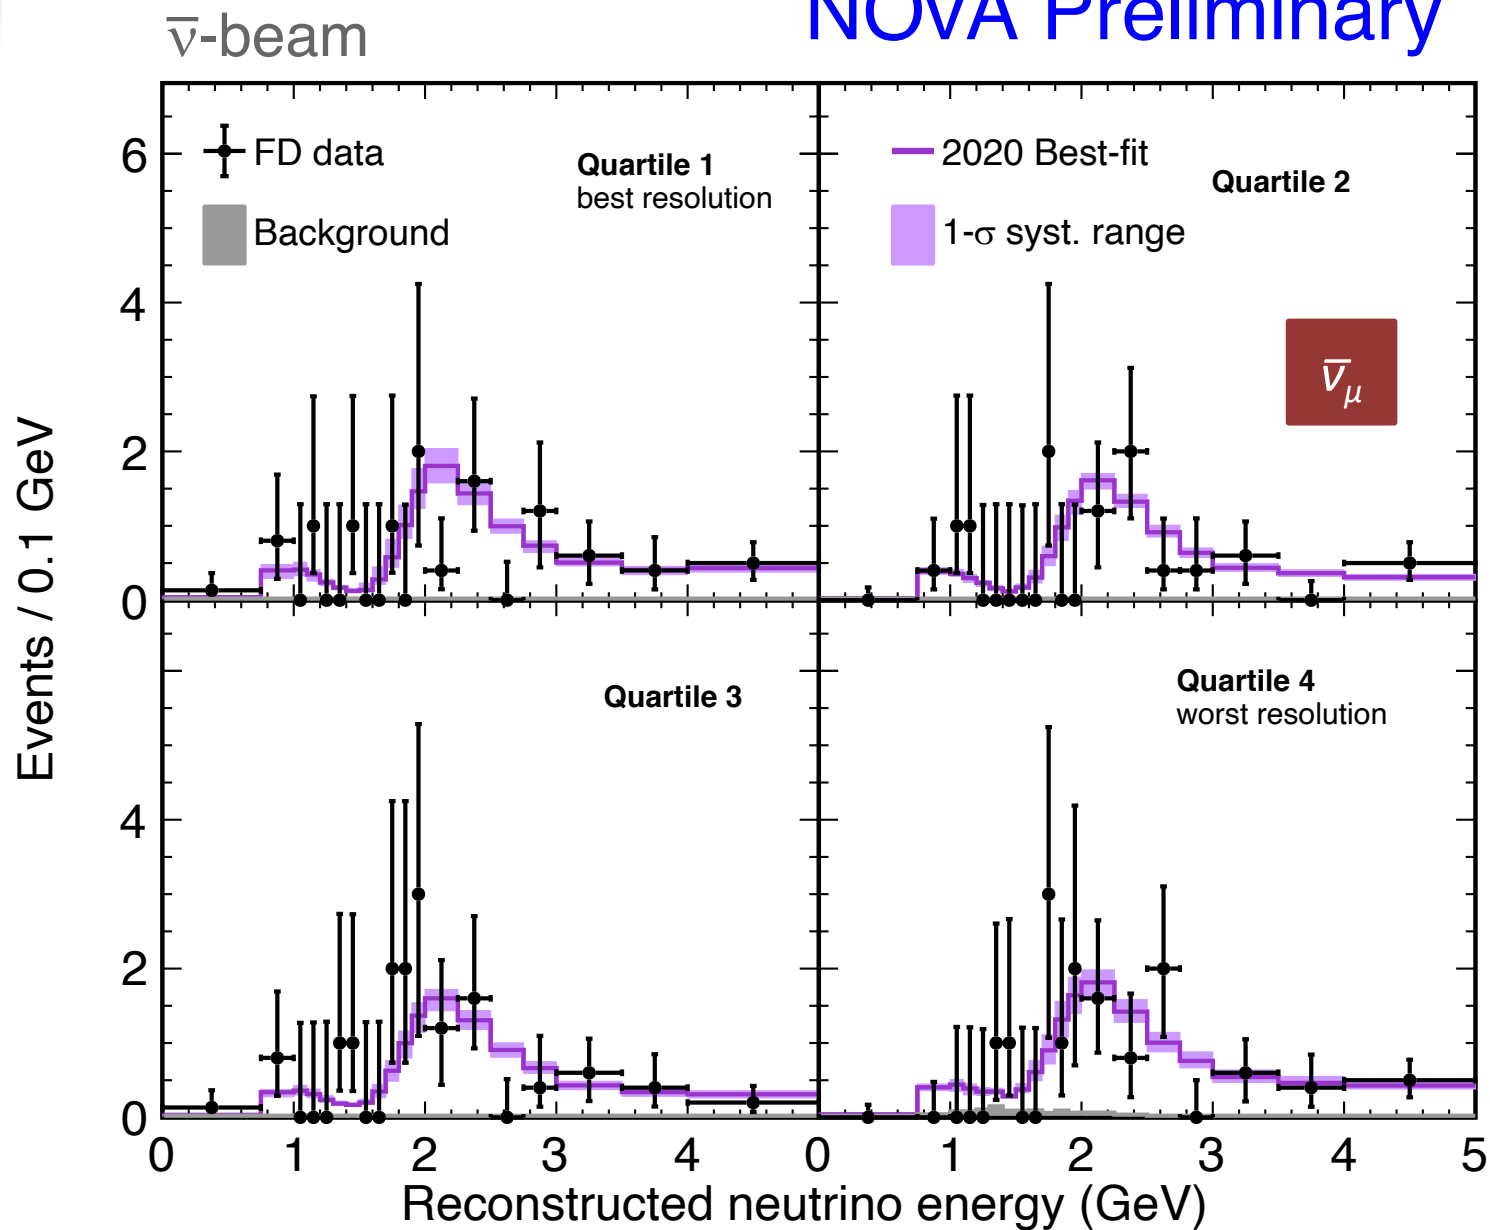 ν̅-beam
NOvA Preliminary
FD data
Background
Quartile 1
best resolution
2020 Best-fit
1-σ syst. range
Quartile 2
ν̅μ
Quartile 3
Quartile 4
worst resolution
Events / 0.1 GeV
6
4
2
0
4
2
0
0 1 2 3 4 0 1 2 3 4 5
Reconstructed neutrino energy (GeV)